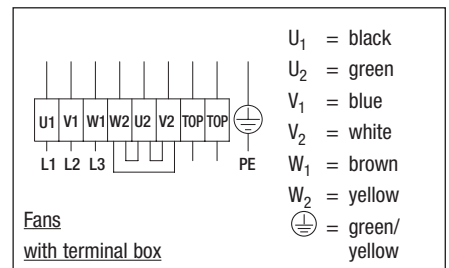 U1 V1 W1 W2 U2 V2 TOP TOP
L1 L2 L3 PE
Fans
with terminal box
U₁ = black
U₂ = green
V₁ = blue
V₂ = white
W₁ = brown
W₂ = yellow
⏚ = green/
yellow